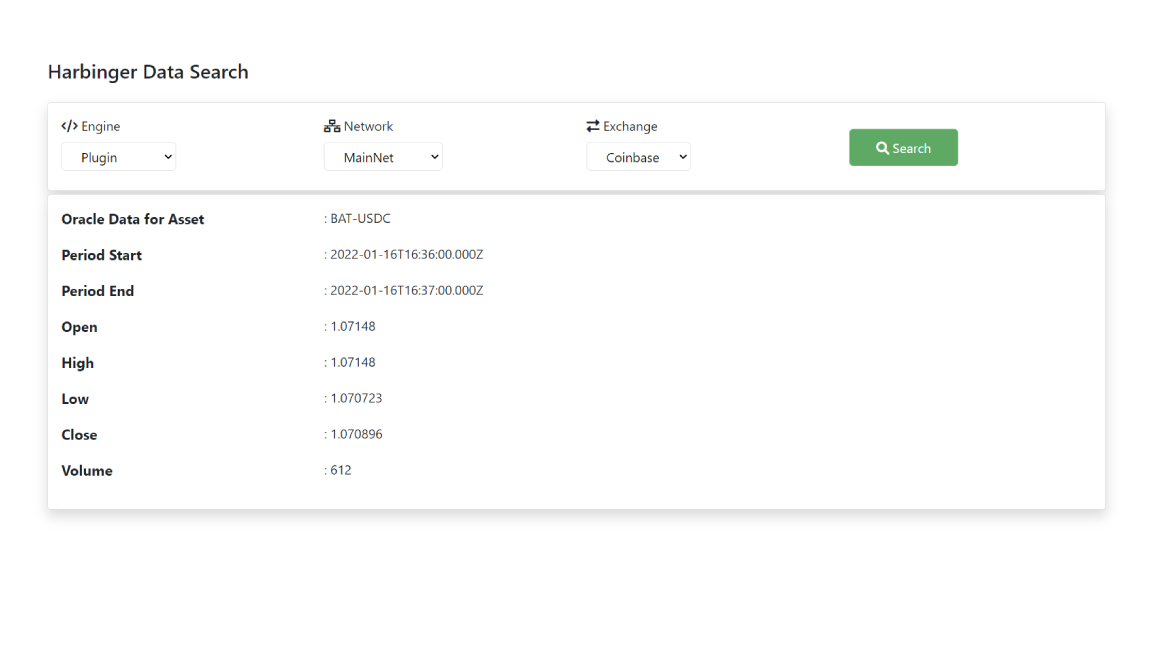 Harbinger Data Search
Engine Network Exchange
Plugin MainNet Coinbase Search
Oracle Data for Asset : BAT-USDC
Period Start : 2022-01-16T16:36:00.000Z
Period End : 2022-01-16T16:37:00.000Z
Open : 1.07148
High : 1.07148
Low : 1.070723
Close : 1.070896
Volume : 612